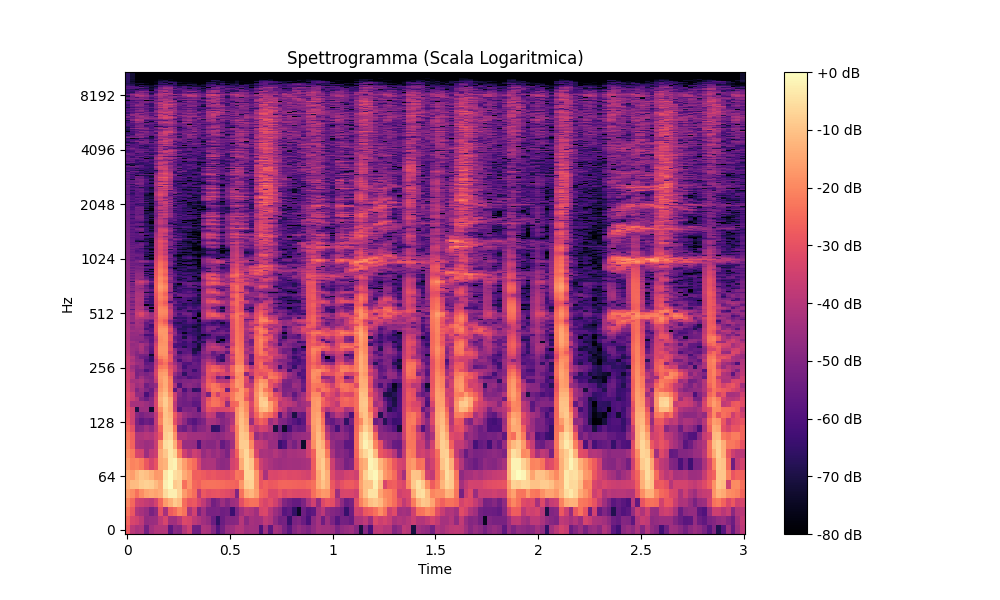 Spettrogramma (Scala Logaritmica)
+0 dB
8192
-10 dB
4096
-20 dB
2048
-30 dB
1024
-40 dB
Hz
512
-50 dB
256
-60 dB
128
-70 dB
64
0
-80 dB
0 0.5 1 1.5 2 2.5 3
Time